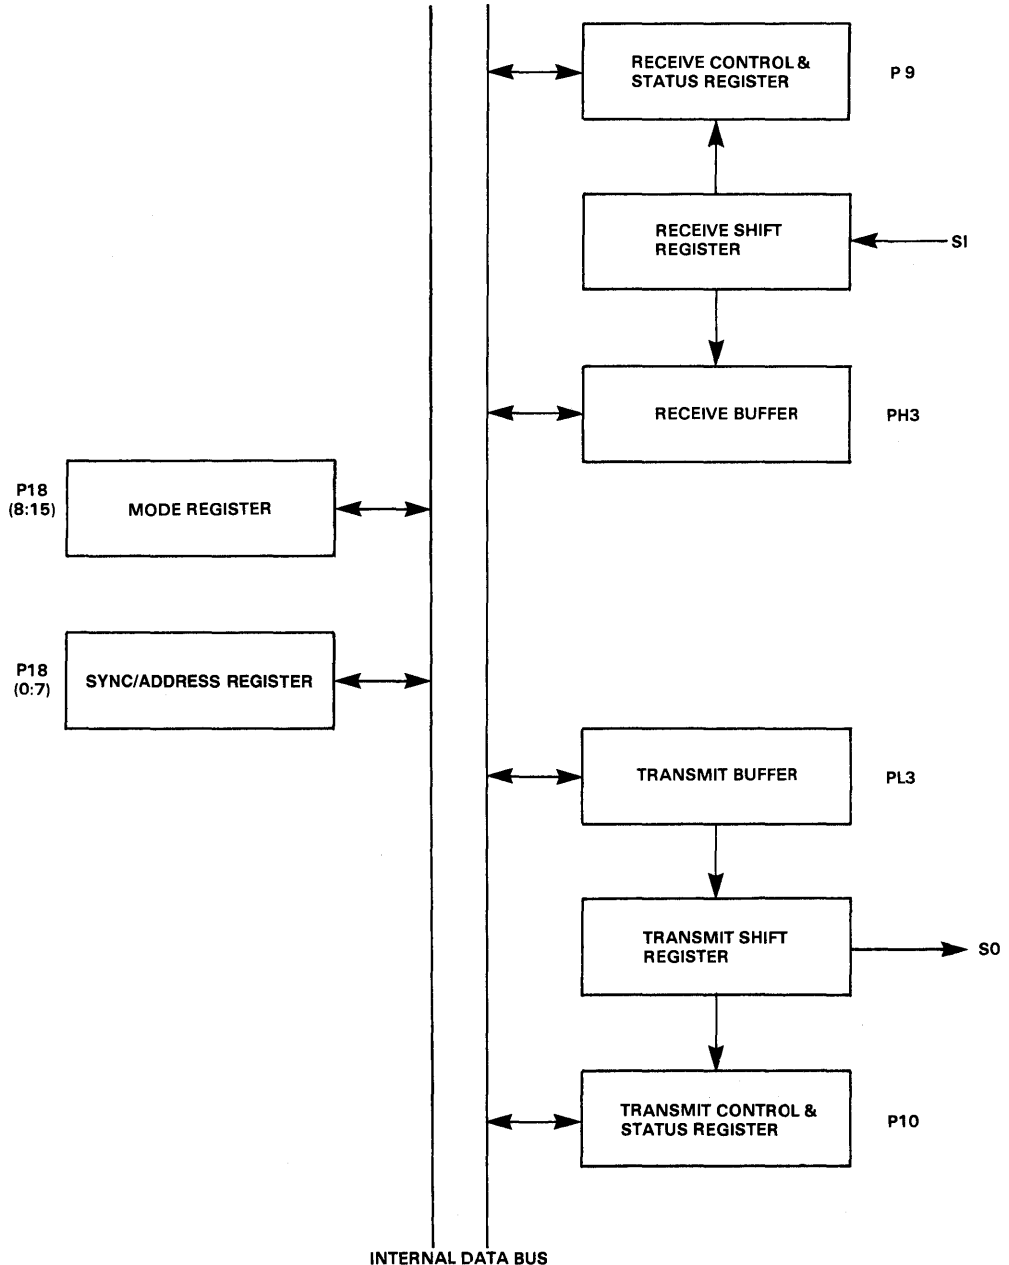 RECEIVE CONTROL &
STATUS REGISTER
P 9
RECEIVE SHIFT
REGISTER
SI
RECEIVE BUFFER
PH3
P18
(8:15)
MODE REGISTER
P18
(0:7)
SYNC/ADDRESS REGISTER
TRANSMIT BUFFER
PL3
TRANSMIT SHIFT
REGISTER
SO
TRANSMIT CONTROL &
STATUS REGISTER
P10
INTERNAL DATA BUS